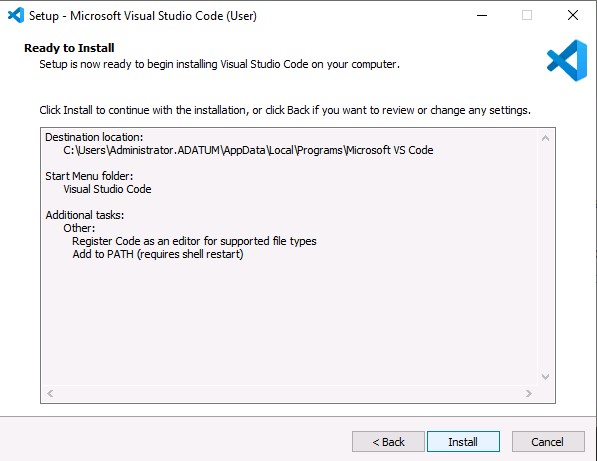 Setup - Microsoft Visual Studio Code (User)
Ready to Install
Setup is now ready to begin installing Visual Studio Code on your computer.
Click Install to continue with the installation, or click Back if you want to review or change any settings.
Destination location:
C:\Users\Administrator.ADATUM\AppData\Local\Programs\Microsoft VS Code
Start Menu folder:
Visual Studio Code
Additional tasks:
Other:
Register Code as an editor for supported file types
Add to PATH (requires shell restart)
< Back
Install
Cancel